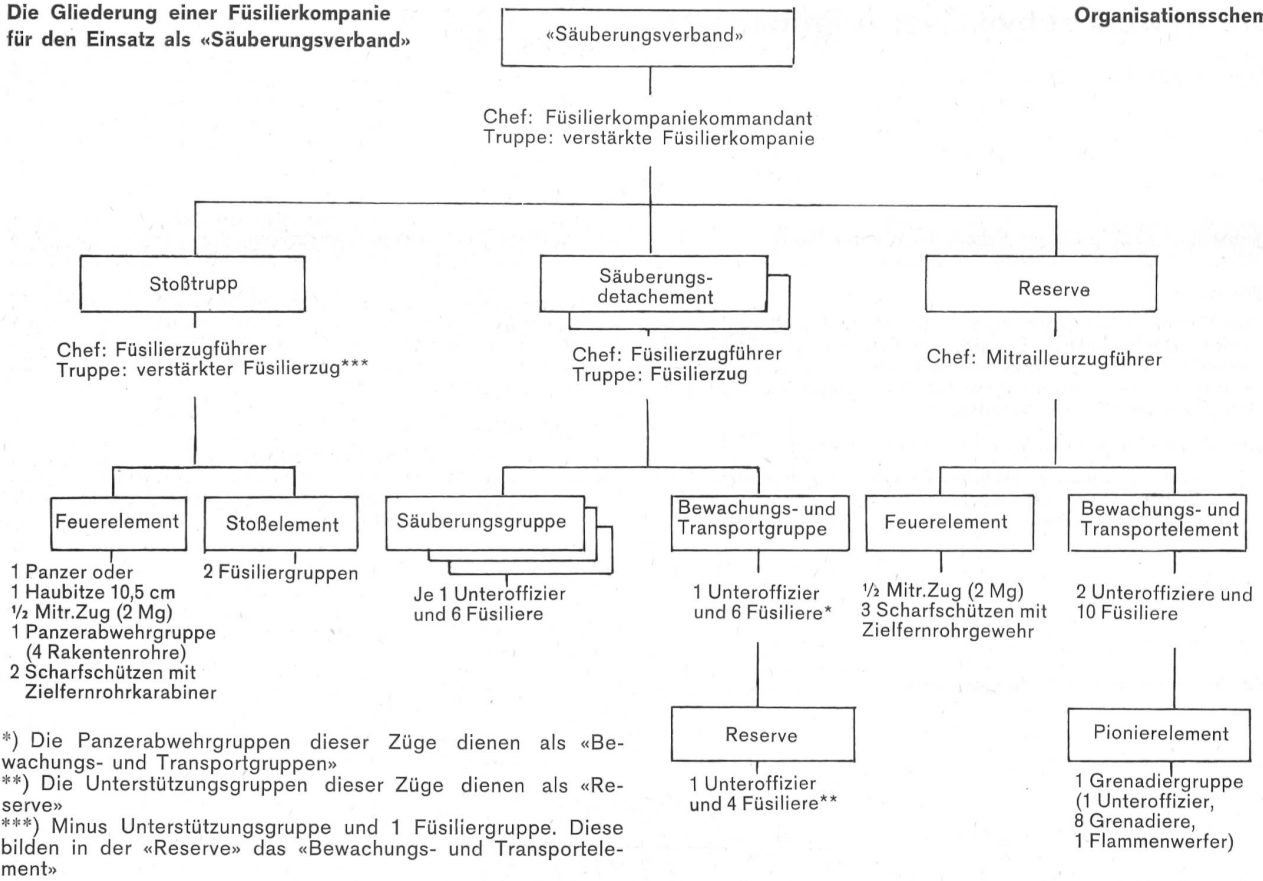 Die Gliederung einer Füsilierkompanie
für den Einsatz als «Säuberungsverband»
Organisationsschem
«Säuberungsverband»
Chef: Füsilierkompaniekommandant
Truppe: verstärkte Füsilierkompanie
Stoßtrupp
Chef: Füsilierzugführer
Truppe: verstärkter Füsilierzug***
Säuberungs-
detachement
Chef: Füsilierzugführer
Truppe: Füsilierzug
Reserve
Chef: Mitrailleurzugführer
Feuerelement
1 Panzer oder
1 Haubitze 10,5 cm
½ Mitr.Zug (2 Mg)
1 Panzerabwehrgruppe
(4 Raketenrohre)
2 Scharfschützen mit
Zielfernrohrkarabiner
Stoßelement
2 Füsiliergruppen
Säuberungsgruppe
Je 1 Unteroffizier
und 6 Füsiliere
Bewachungs- und
Transportgruppe
1 Unteroffizier
und 6 Füsiliere*
Reserve
1 Unteroffizier
und 4 Füsiliere**
Feuerelement
½ Mitr.Zug (2 Mg)
3 Scharfschützen mit
Zielfernrohrgewehr
Bewachungs- und
Transportelement
2 Unteroffiziere und
10 Füsiliere
Pionierelement
1 Grenadiergruppe
(1 Unteroffizier,
8 Grenadiere,
1 Flammenwerfer)
*) Die Panzerabwehrgruppen dieser Züge dienen als «Be-
wachungs- und Transportgruppen»
**) Die Unterstützungsgruppen dieser Züge dienen als «Re-
serve»
***) Minus Unterstützungsgruppe und 1 Füsiliergruppe. Diese
bilden in der «Reserve» das «Bewachungs- und Transportele-
ment»